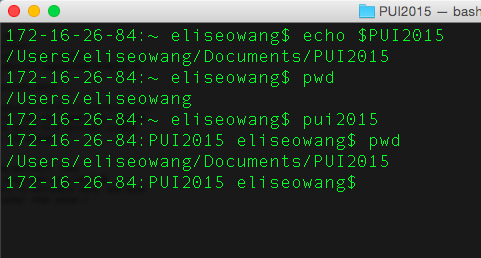 PUI2015 — bash
172-16-26-84:~ eliseowang$ echo $PUI2015
/Users/eliseowang/Documents/PUI2015
172-16-26-84:~ eliseowang$ pwd
/Users/eliseowang
172-16-26-84:~ eliseowang$ pui2015
172-16-26-84:PUI2015 eliseowang$ pwd
/Users/eliseowang/Documents/PUI2015
172-16-26-84:PUI2015 eliseowang$